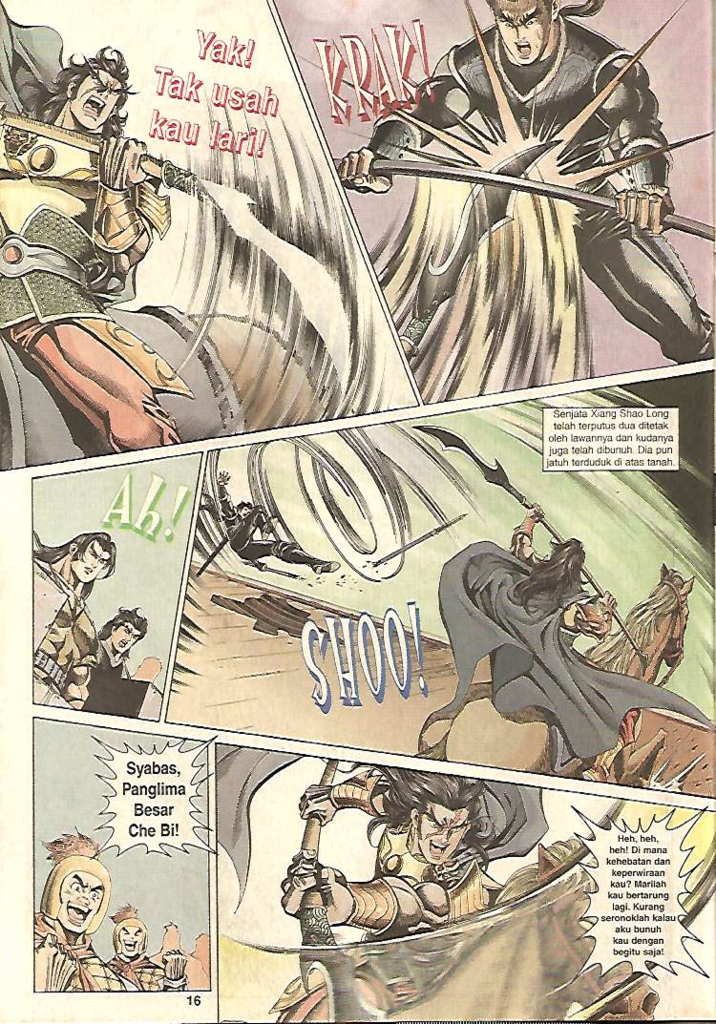 Yak!
Tak usah
kau lari!
KRAK!
Senjata Xiang Shao Long
telah terputus dua ditetak
oleh lawannya dan kudanya
juga telah dibunuh. Dia pun
jatuh terduduk di atas tanah.
Ah!
SHOO!
Syabas,
Panglima
Besar
Che Bi!
Heh, heh,
heh! Di mana
kehebatan dan
keperwiraan
kau? Marilah
kau bertarung
lagi. Kurang
seronoklah kalau
aku bunuh
kau dengan
begitu saja!
16